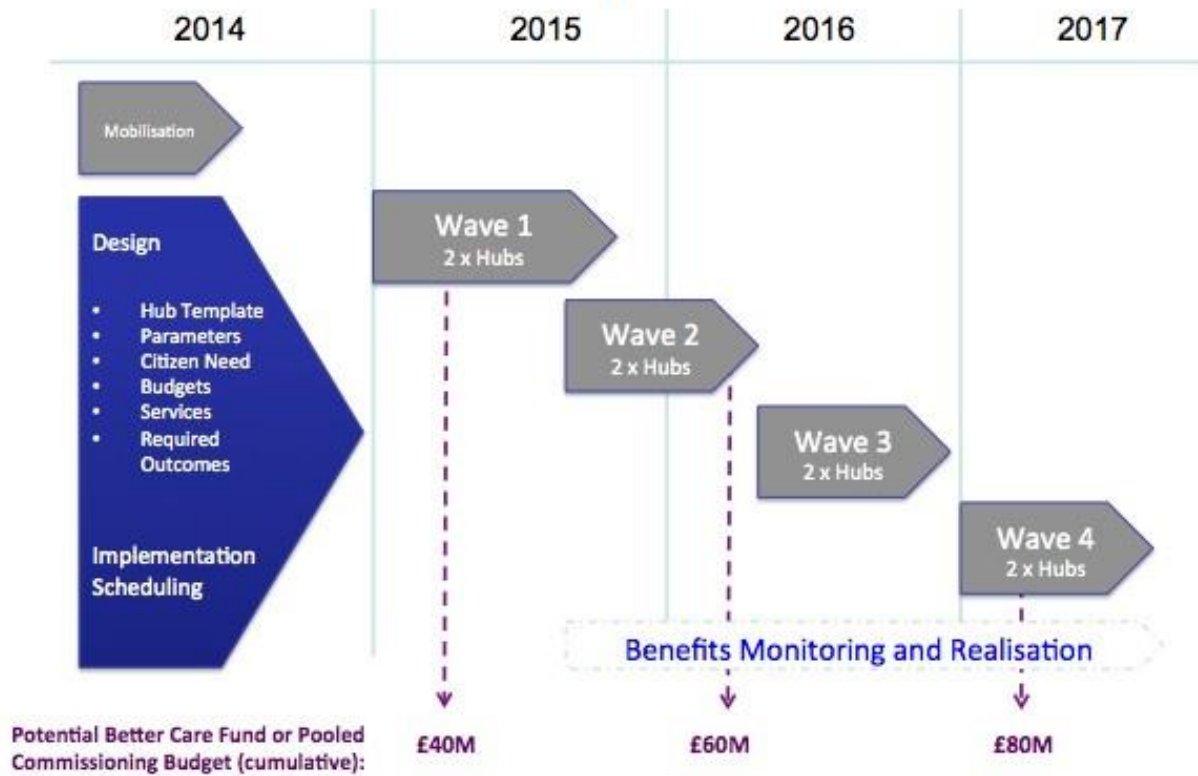 2014 2015 2016 2017
Mobilisation
Design
• Hub Template
• Parameters
• Citizen Need
• Budgets
• Services
• Required
Outcomes
Implementation
Scheduling
Wave 1
2 x Hubs
Wave 2
2 x Hubs
Wave 3
2 x Hubs
Wave 4
2 x Hubs
Benefits Monitoring and Realisation
Potential Better Care Fund or Pooled
Commissioning Budget (cumulative):
£40M £60M £80M